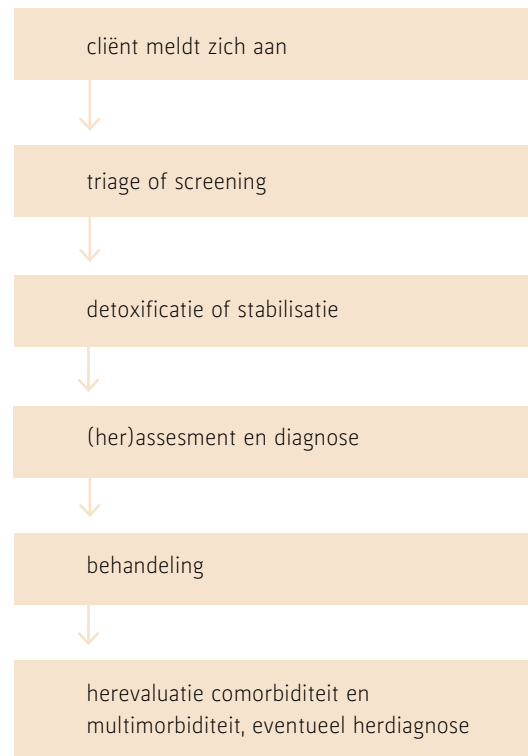 cliënt meldt zich aan
triage of screening
detoxificatie of stabilisatie
(her)assesment en diagnose
behandeling
herevaluatie comorbiditeit en
multimorbiditeit, eventueel herdiagnose